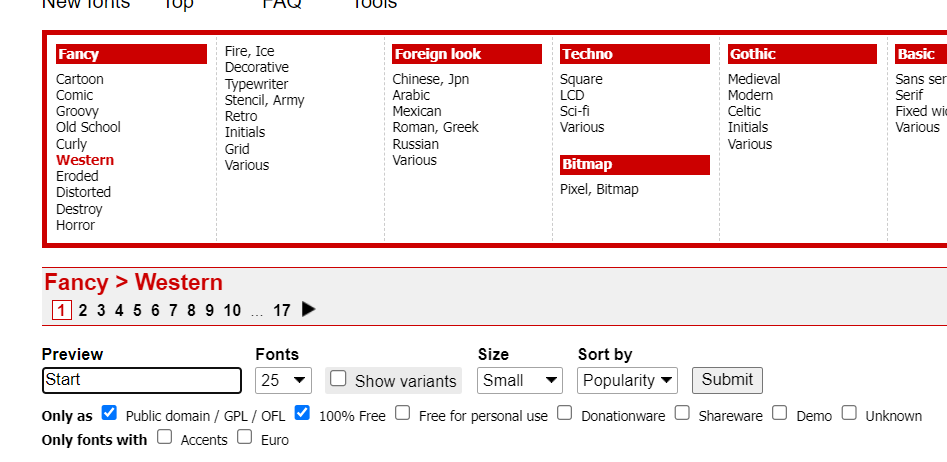 New fonts Top FAQ Tools
Fancy
Cartoon
Comic
Groovy
Old School
Curly
Western
Eroded
Distorted
Destroy
Horror
Fire, Ice
Decorative
Typewriter
Stencil, Army
Retro
Initials
Grid
Various
Foreign look
Chinese, Jpn
Arabic
Mexican
Roman, Greek
Russian
Various
Techno
Square
LCD
Sci-fi
Various
Bitmap
Pixel, Bitmap
Gothic
Medieval
Modern
Celtic
Initials
Various
Basic
Sans ser
Serif
Fixed wi
Various
Fancy > Western
1 2 3 4 5 6 7 8 9 10 ... 17
Preview Fonts Size Sort by
Start 25 Show variants Small Popularity Submit
Only as Public domain / GPL / OFL 100% Free Free for personal use Donationware Shareware Demo Unknown
Only fonts with Accents Euro